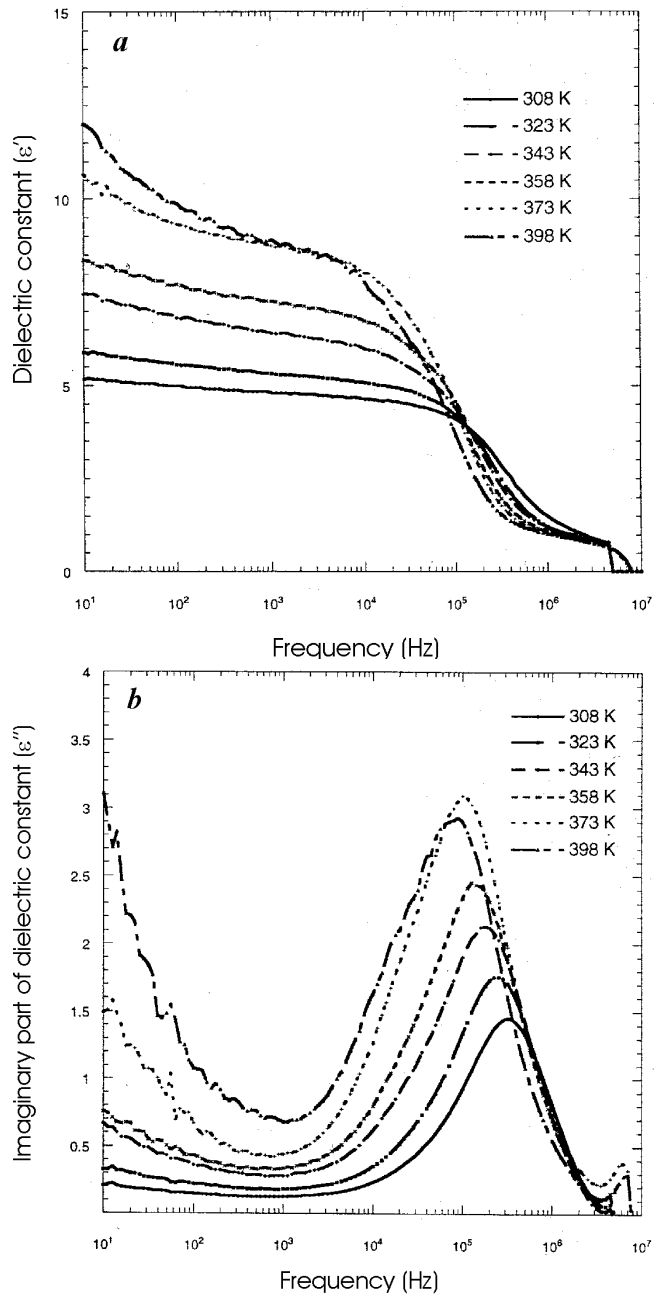 a
15
10
5
0
Dielectric constant (ε′)
308 K
323 K
343 K
358 K
373 K
398 K
10¹ 10² 10³ 10⁴ 10⁵ 10⁶ 10⁷
Frequency (Hz)
b
4
3.5
3
2.5
2
1.5
1
0.5
Imaginary part of dielectric constant (ε″)
308 K
323 K
343 K
358 K
373 K
398 K
10¹ 10² 10³ 10⁴ 10⁵ 10⁶ 10⁷
Frequency (Hz)